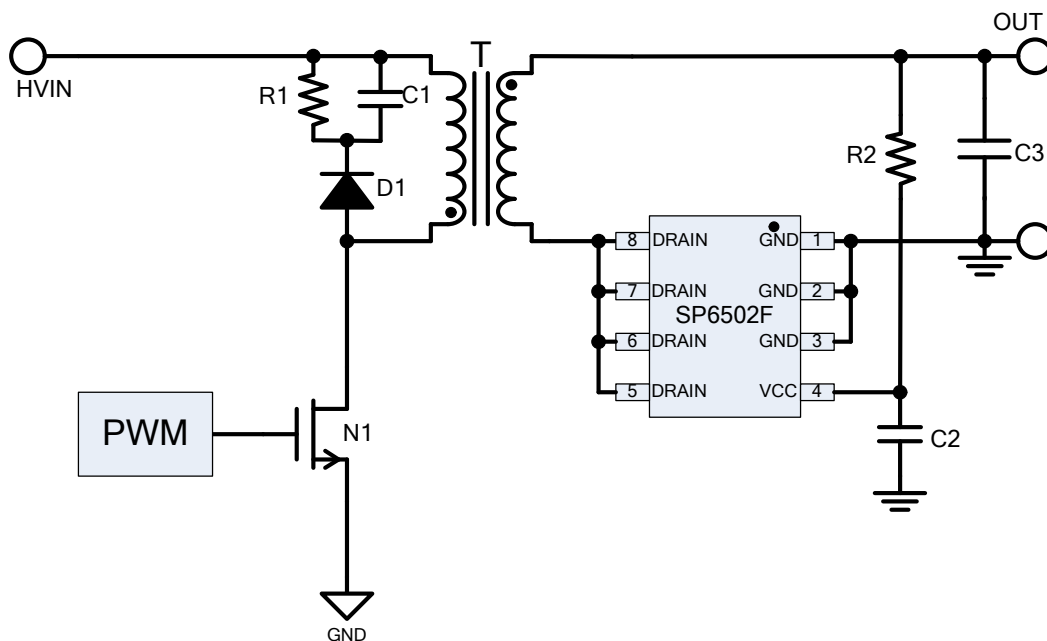 OUT
HVIN
T
R1
C1
D1
R2
C3
8 DRAIN GND 1
7 DRAIN GND 2
SP6502F
6 DRAIN GND 3
5 DRAIN VCC 4
PWM
N1
C2
GND